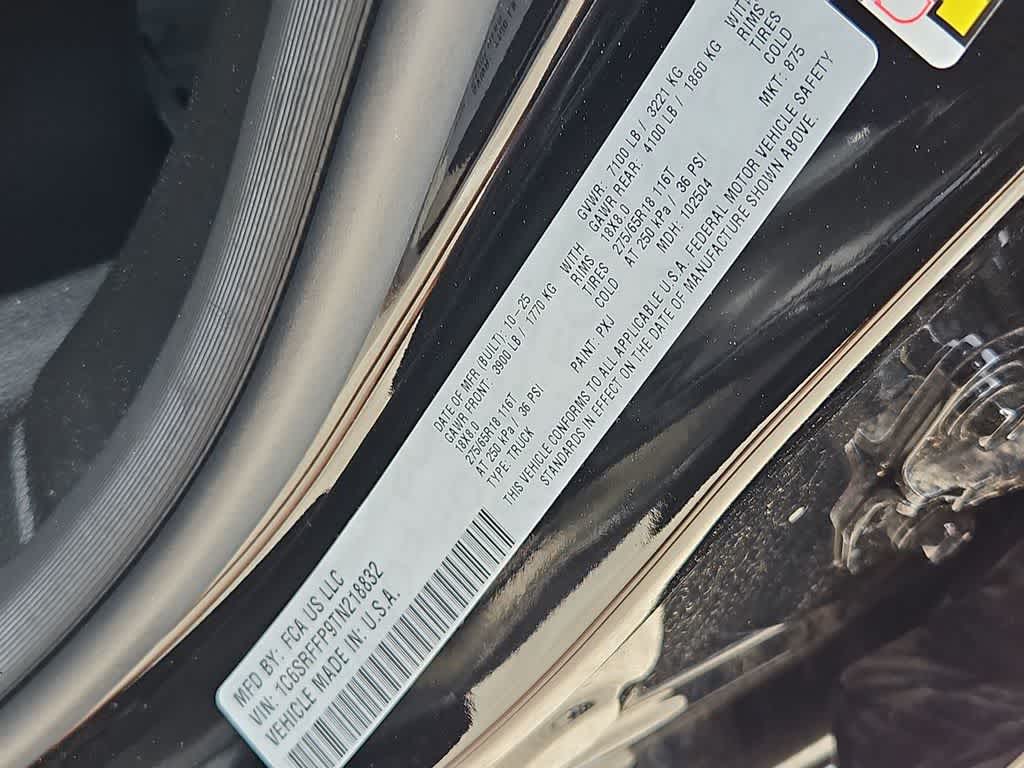 MFD BY: FCA US LLC
VIN: 1C6SRFFP9TN218832
VEHICLE MADE IN: U.S.A.
DATE OF MFR (BUILT): 10-25
GVWR: 7100 LB / 3221 KG
GAWR FRONT: 3900 LB / 1770 KG
WITH
GAWR REAR: 4100 LB / 1860 KG
WITH
18X8.0
RIMS
18X8.0
RIMS
275/65R18 116T
TIRES
275/65R18 116T
TIRES
AT 250 kPa / 36 PSI
COLD
AT 250 kPa / 36 PSI
COLD
TYPE: TRUCK
PAINT: PXJ
MDH: 102504
MKT: 875
THIS VEHICLE CONFORMS TO ALL APPLICABLE U.S.A. FEDERAL MOTOR VEHICLE SAFETY
STANDARDS IN EFFECT ON THE DATE OF MANUFACTURE SHOWN ABOVE.